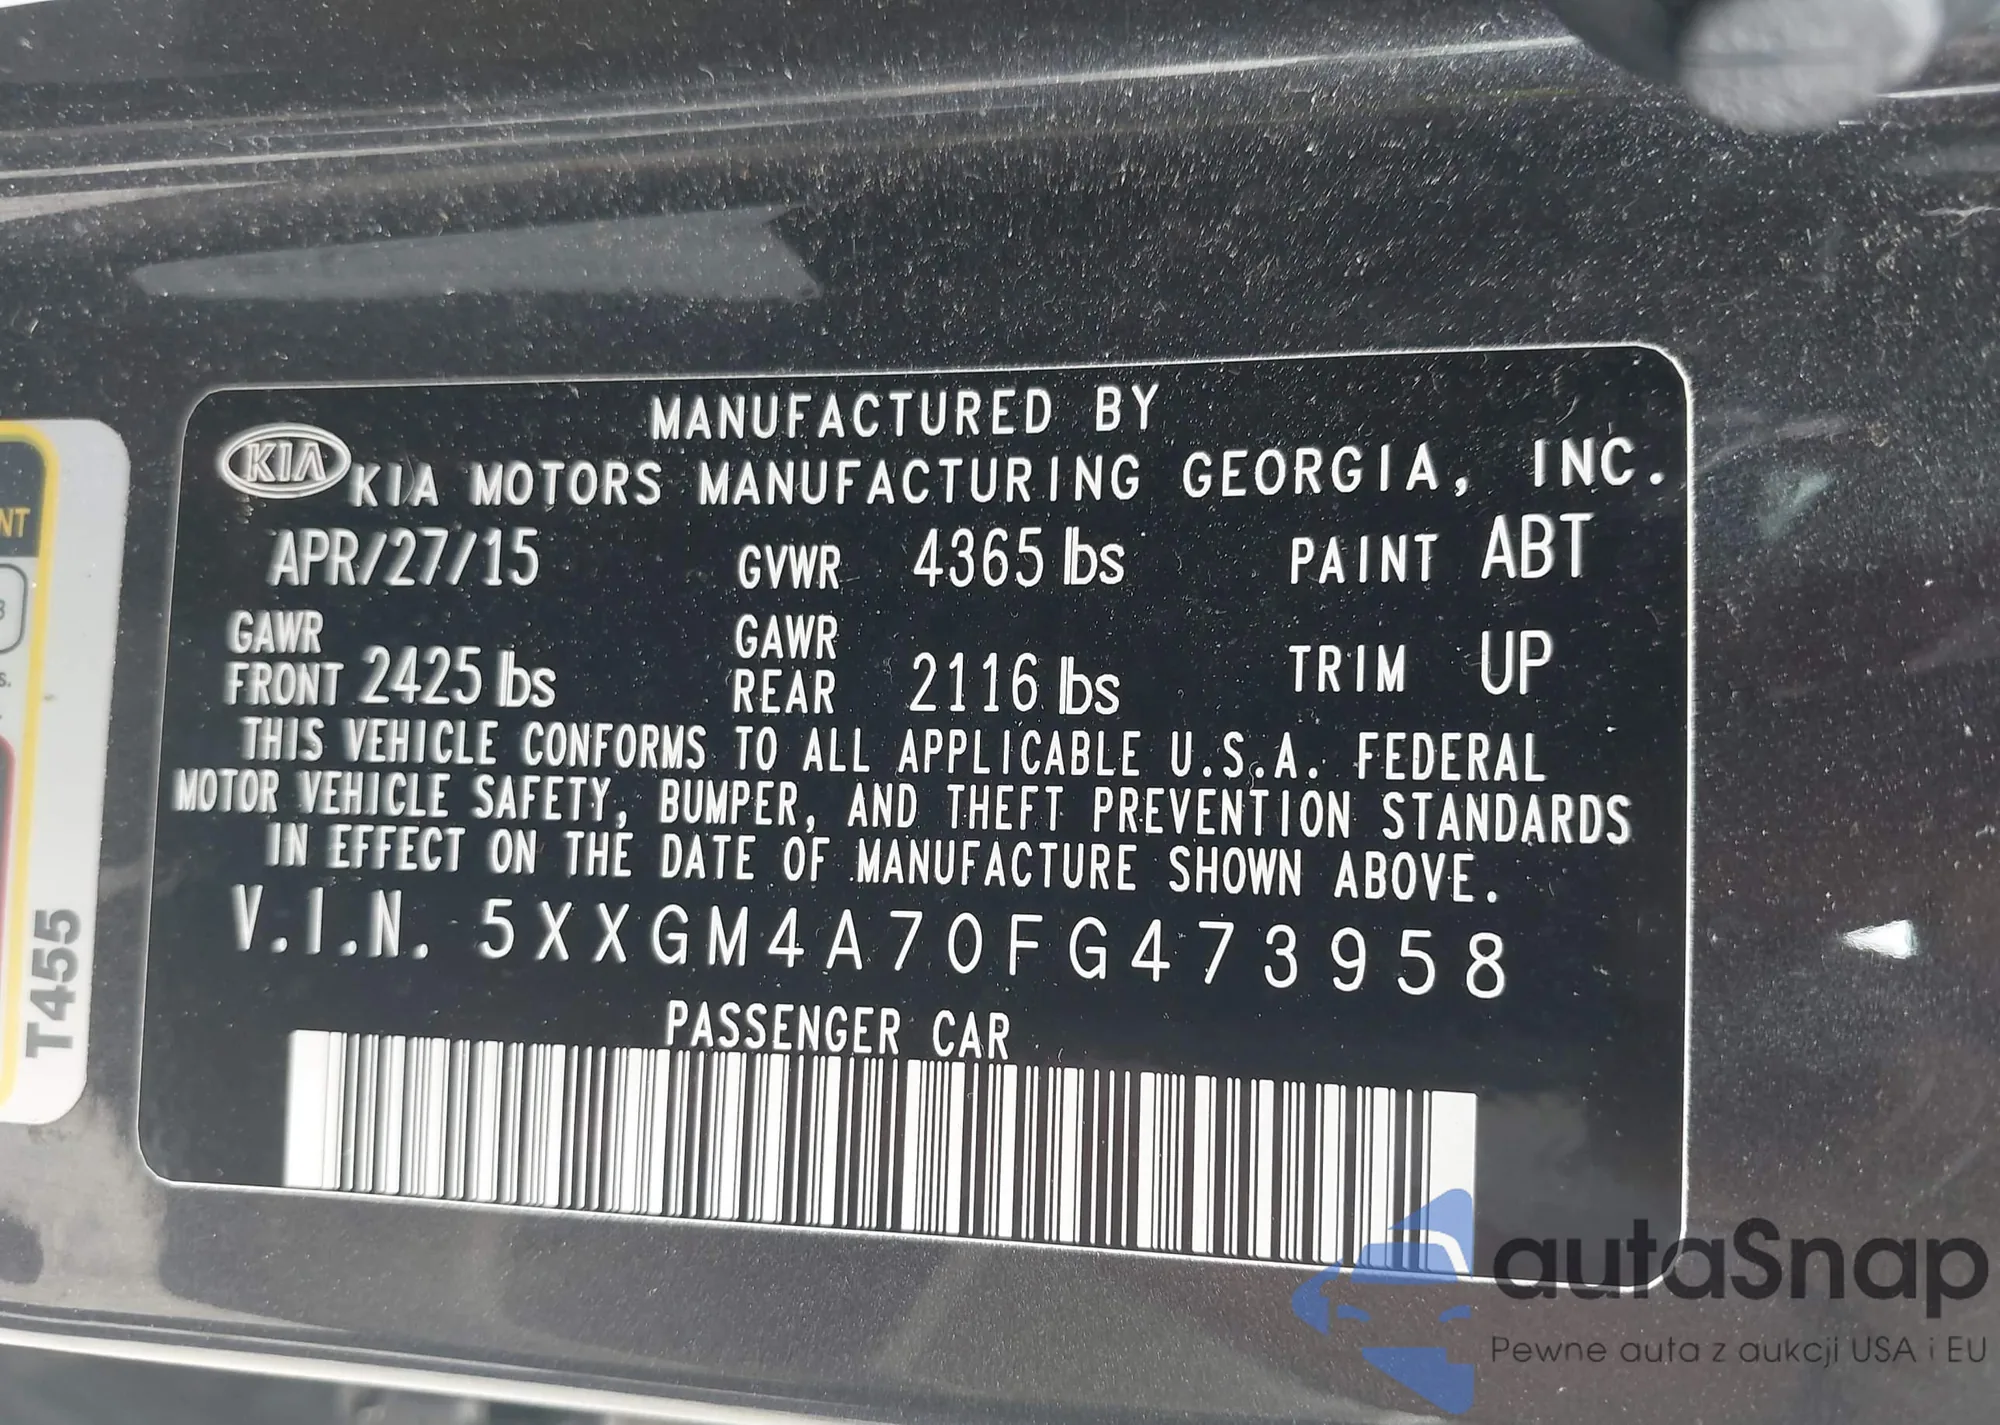 MANUFACTURED BY
KIA KIA MOTORS MANUFACTURING GEORGIA, INC.
APR/27/15 GVWR 4365 lbs PAINT ABT
GAWR FRONT 2425 lbs GAWR REAR 2116 lbs TRIM UP
THIS VEHICLE CONFORMS TO ALL APPLICABLE U.S.A. FEDERAL
MOTOR VEHICLE SAFETY, BUMPER, AND THEFT PREVENTION STANDARDS
IN EFFECT ON THE DATE OF MANUFACTURE SHOWN ABOVE.
V.I.N. 5XXGM4A70FG473958
PASSENGER CAR
T455
autaSnap
Pewne auta z aukcji USA i EU